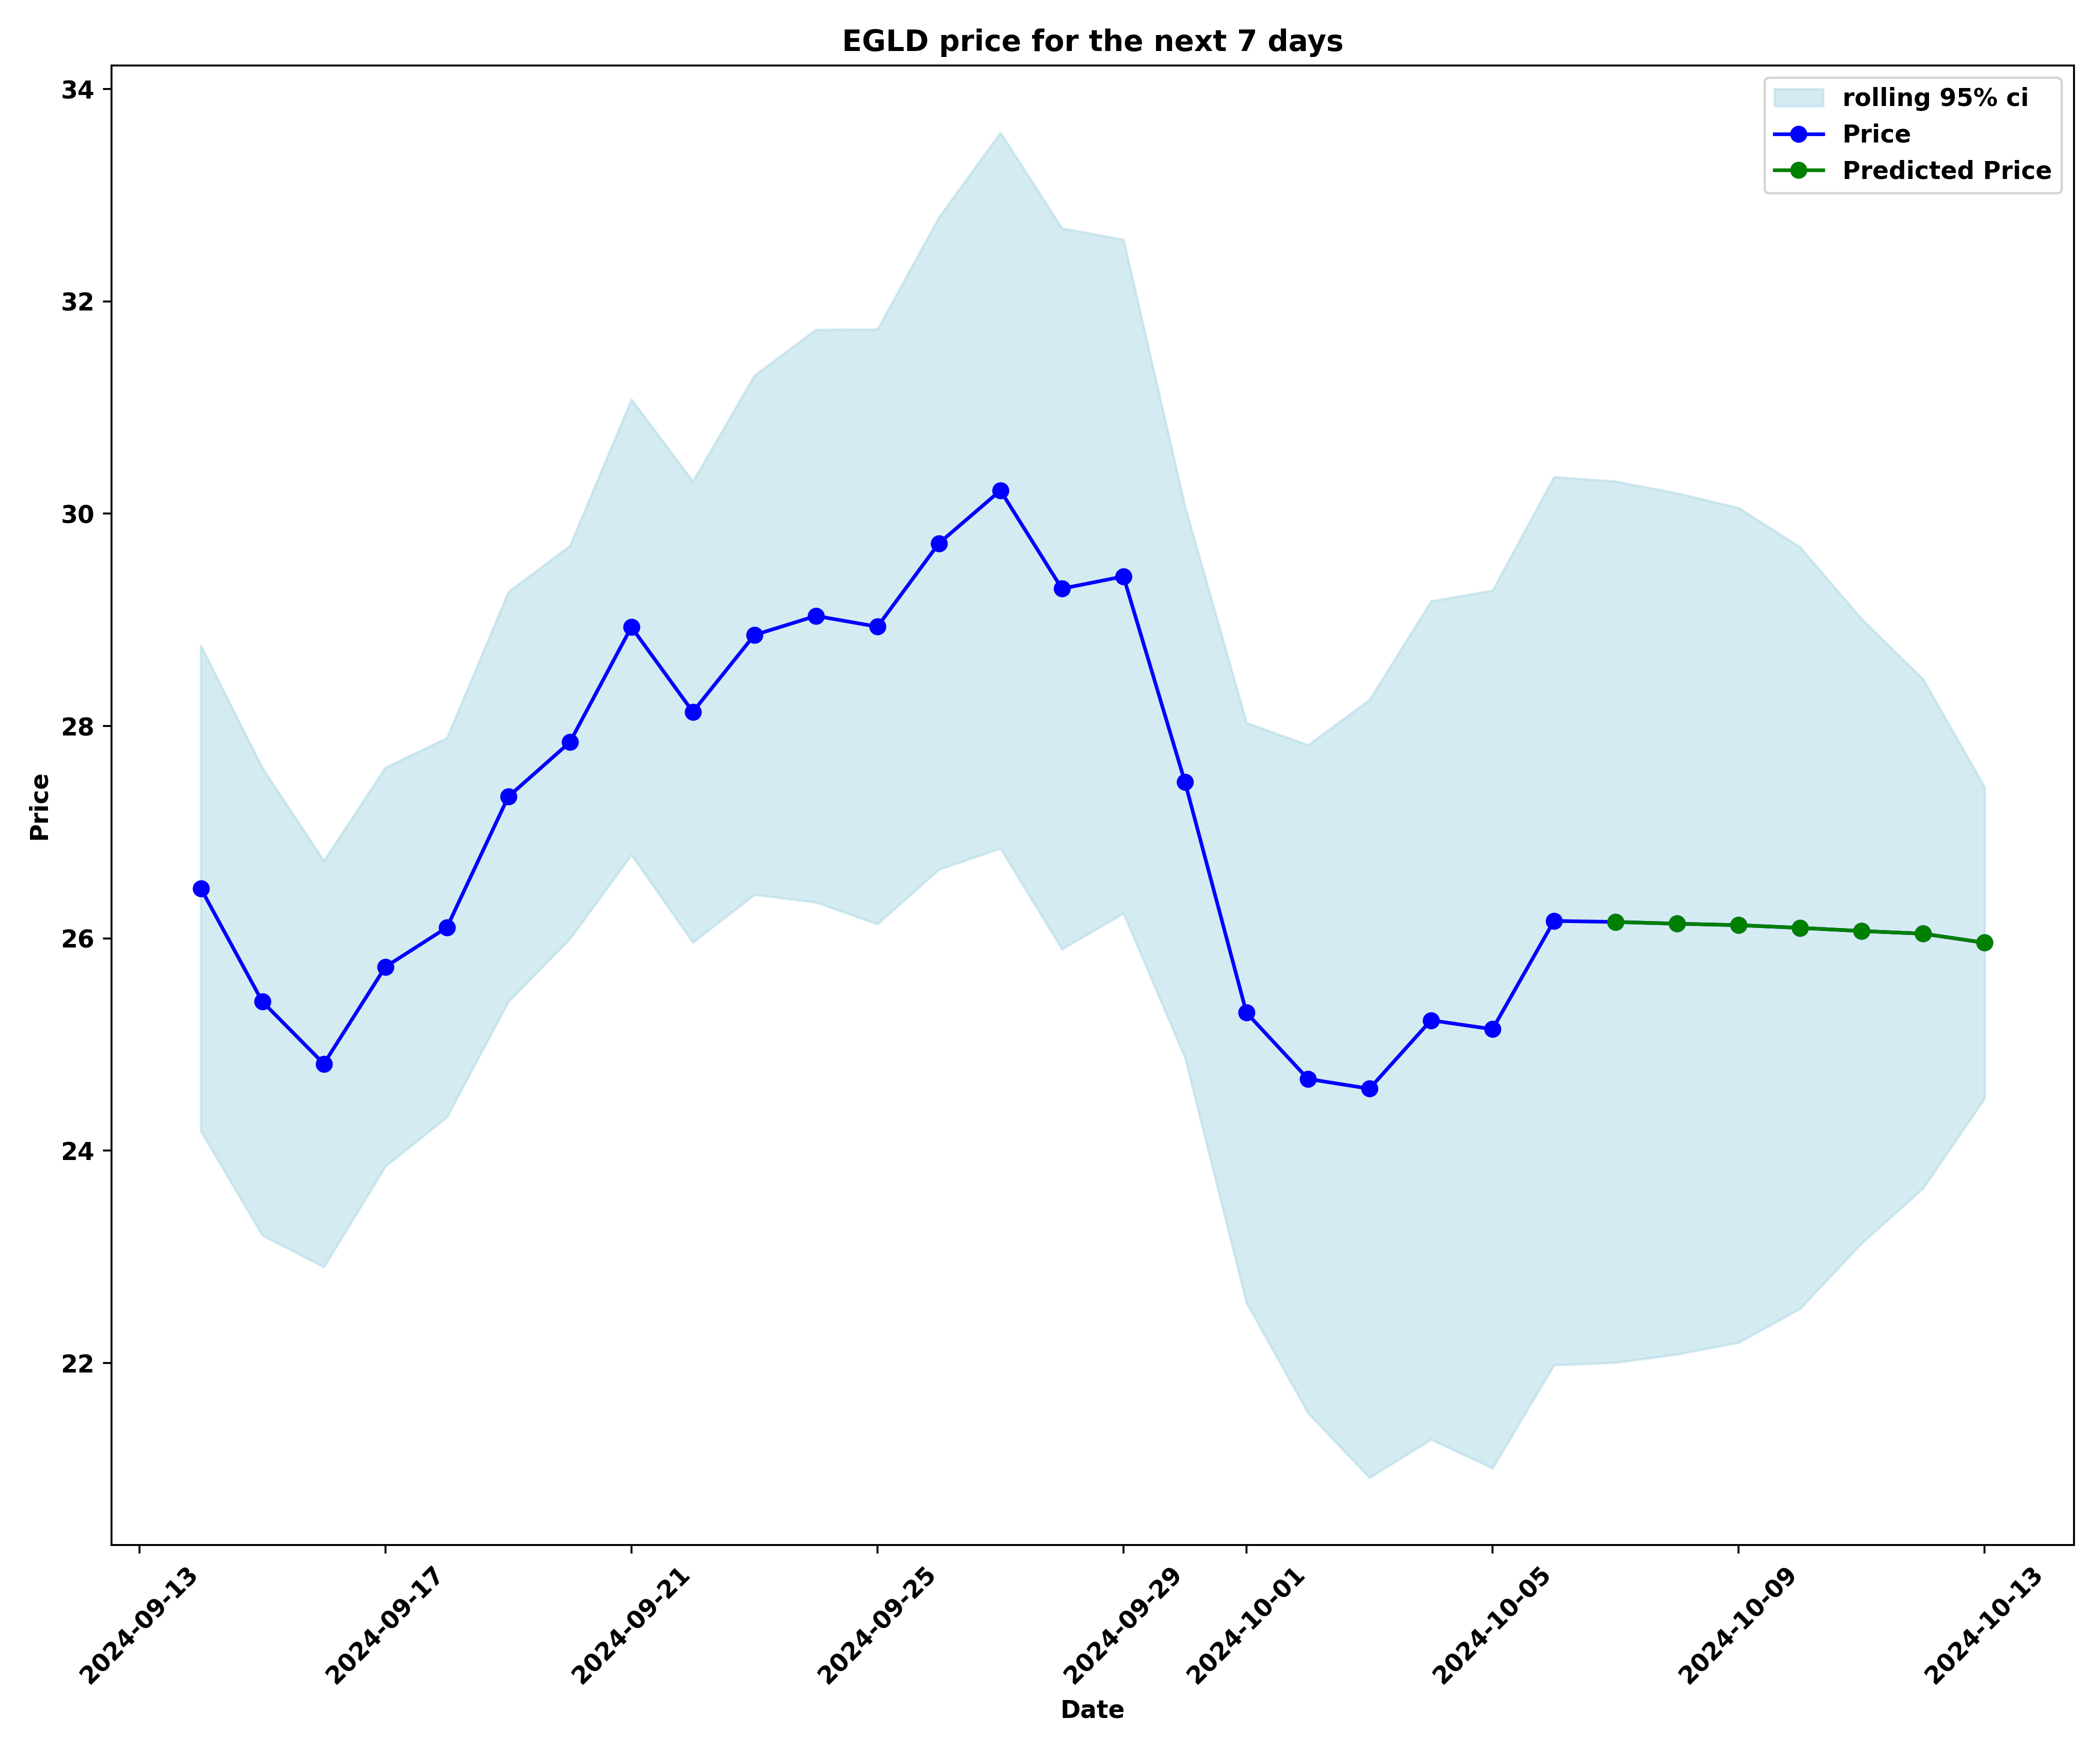 EGLD price for the next 7 days
rolling 95% ci
Price
Predicted Price
34
32
30
28
26
24
22
Price
2024-09-13
2024-09-17
2024-09-21
2024-09-25
2024-09-29
2024-10-01
2024-10-05
2024-10-09
2024-10-13
Date